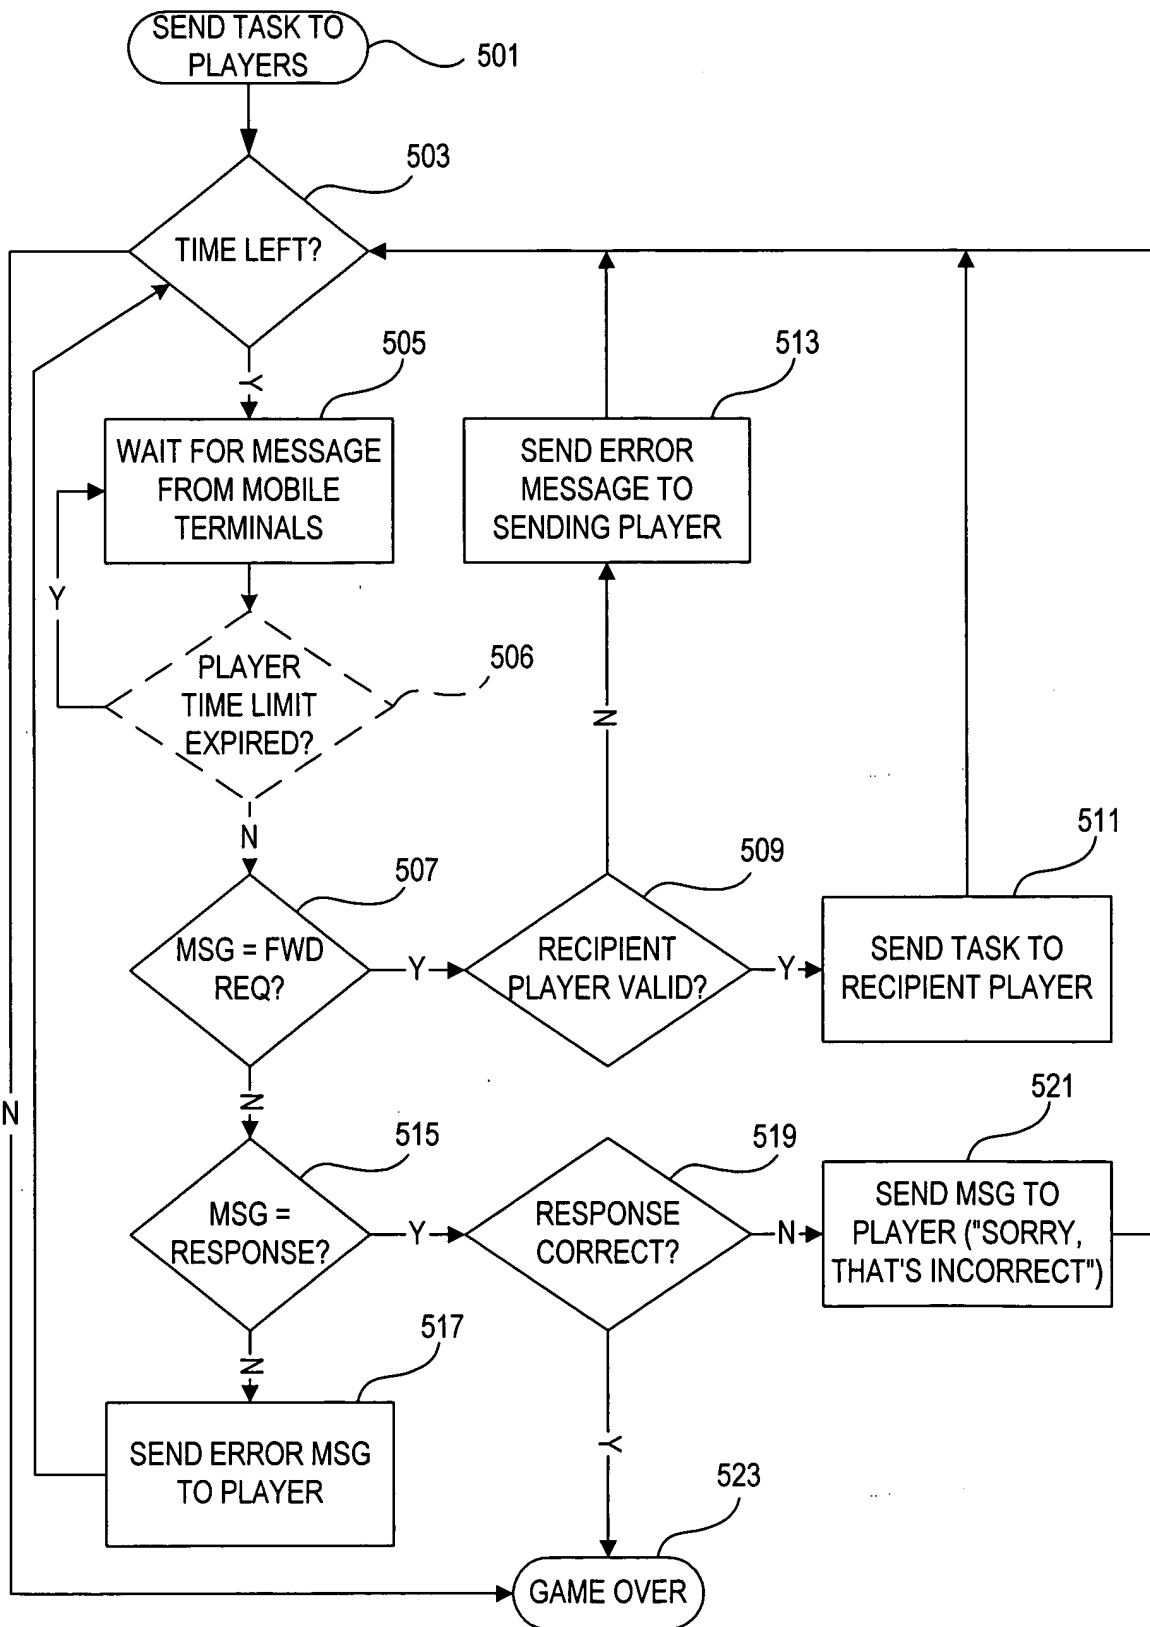 SEND TASK TO
PLAYERS
501
503
TIME LEFT?
Y
505
513
WAIT FOR MESSAGE
FROM MOBILE
TERMINALS
SEND ERROR
MESSAGE TO
SENDING PLAYER
Y
506
PLAYER
TIME LIMIT
EXPIRED?
N
N
507
509
511
MSG = FWD
REQ?
Y
RECIPIENT
PLAYER VALID?
Y
SEND TASK TO
RECIPIENT PLAYER
N
N
515
519
521
MSG =
RESPONSE?
Y
RESPONSE
CORRECT?
N
SEND MSG TO
PLAYER ("SORRY,
THAT'S INCORRECT")
N
517
SEND ERROR MSG
TO PLAYER
Y
523
GAME OVER